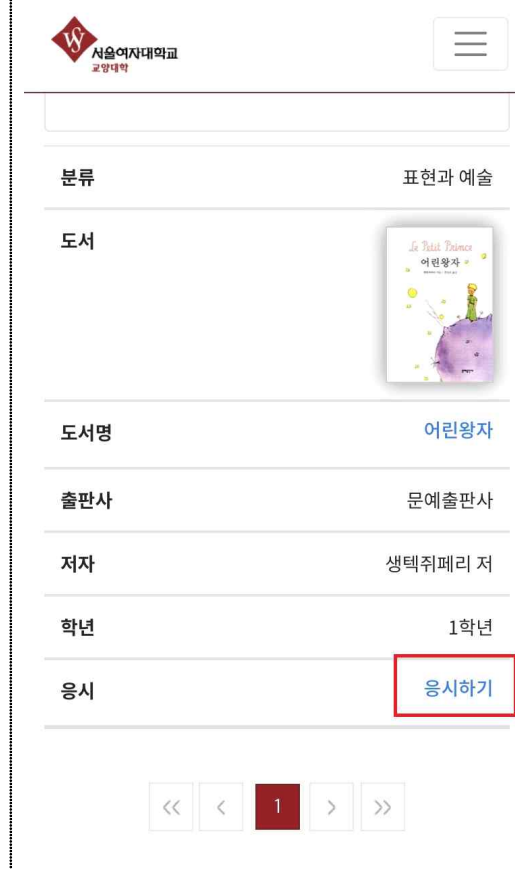 서울여자대학교
교양대학
분류 표현과 예술
도서
Le Petit Prince
어린왕자
도서명 어린왕자
출판사 문예출판사
저자 생텍쥐페리 저
학년 1학년
응시 응시하기
<< < 1 > >>